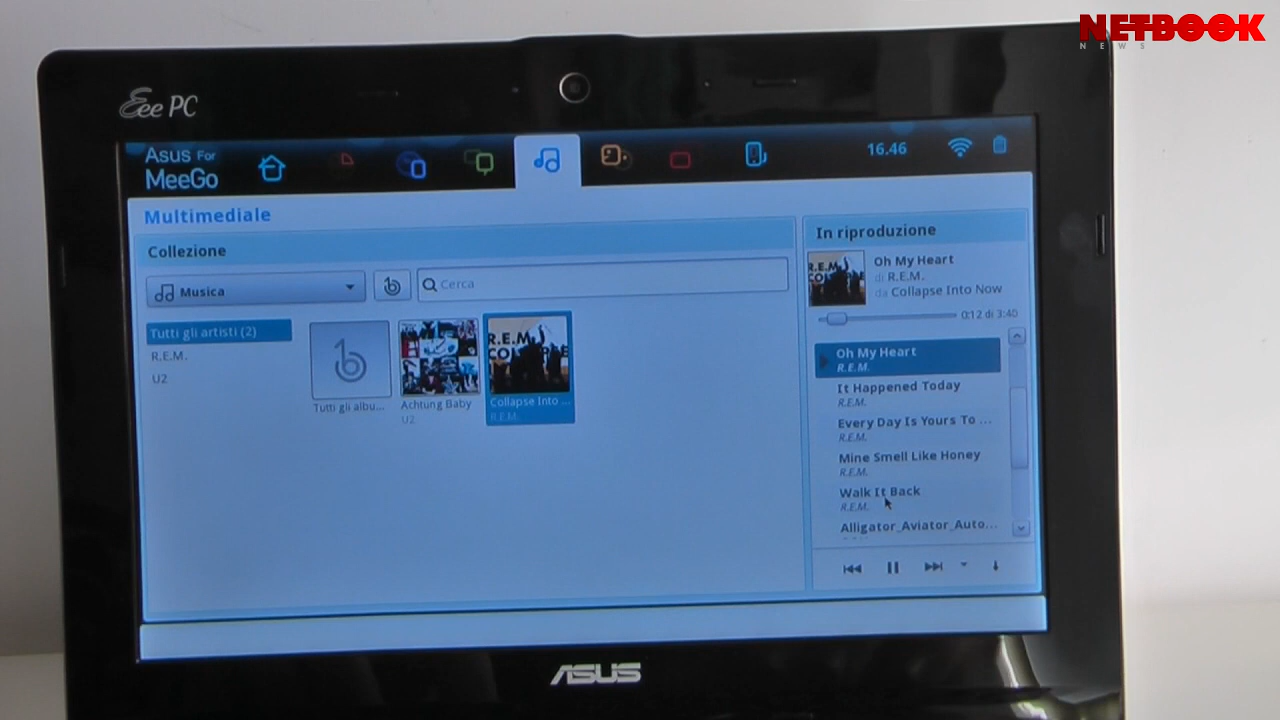 NETBOOK
NEWS
Eee PC
Asus For
MeeGo
16.46
Multimediale
Collezione
Musica
Cerca
Tutti gli artisti (2)
R.E.M.
U2
Tutti gli albu...
Achtung Baby
U2
R.E.M.
Collapse Into ...
R.E.M.
In riproduzione
Oh My Heart
di R.E.M.
da Collapse Into Now
0:12 di 3:40
Oh My Heart
R.E.M.
It Happened Today
R.E.M.
Every Day Is Yours To ...
R.E.M.
Mine Smell Like Honey
R.E.M.
Walk It Back
R.E.M.
Alligator_Aviator_Auto...
ASUS